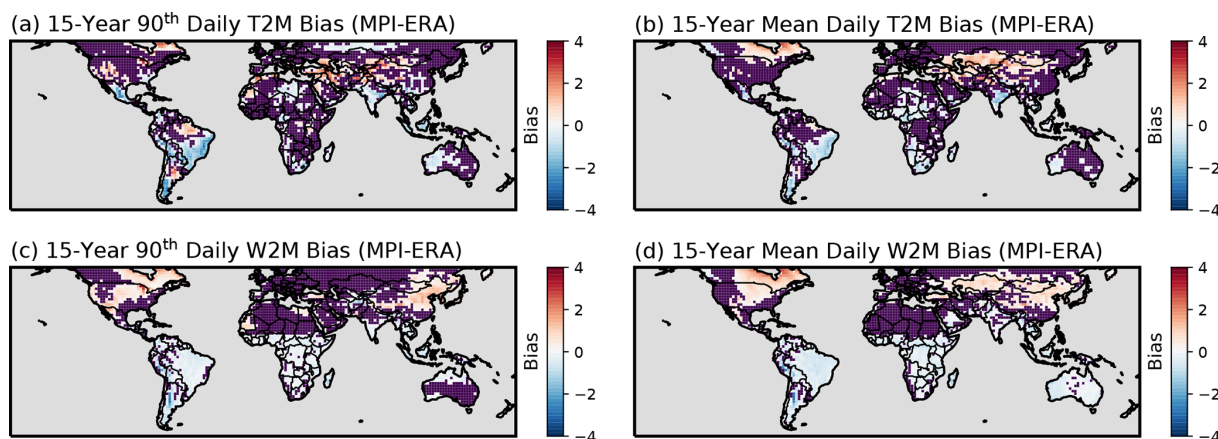 (a) 15-Year 90th Daily T2M Bias (MPI-ERA)
4
2
0
−2
−4
Bias
(b) 15-Year Mean Daily T2M Bias (MPI-ERA)
4
2
0
−2
−4
Bias
(c) 15-Year 90th Daily W2M Bias (MPI-ERA)
4
2
0
−2
−4
Bias
(d) 15-Year Mean Daily W2M Bias (MPI-ERA)
4
2
0
−2
−4
Bias